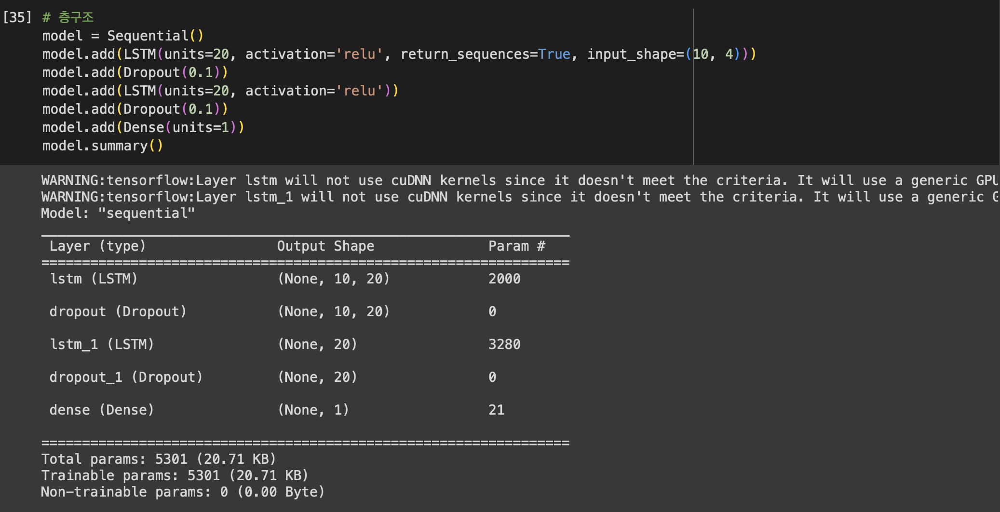 [35] # 층구조
model = Sequential()
model.add(LSTM(units=20, activation='relu', return_sequences=True, input_shape=(10, 4)))
model.add(Dropout(0.1))
model.add(LSTM(units=20, activation='relu'))
model.add(Dropout(0.1))
model.add(Dense(units=1))
model.summary()
WARNING:tensorflow:Layer lstm will not use cuDNN kernels since it doesn't meet the criteria. It will use a generic GPU
WARNING:tensorflow:Layer lstm_1 will not use cuDNN kernels since it doesn't meet the criteria. It will use a generic G
Model: "sequential"
_________________________________________________________________
Layer (type) Output Shape Param #
=================================================================
lstm (LSTM) (None, 10, 20) 2000
dropout (Dropout) (None, 10, 20) 0
lstm_1 (LSTM) (None, 20) 3280
dropout_1 (Dropout) (None, 20) 0
dense (Dense) (None, 1) 21
=================================================================
Total params: 5301 (20.71 KB)
Trainable params: 5301 (20.71 KB)
Non-trainable params: 0 (0.00 Byte)